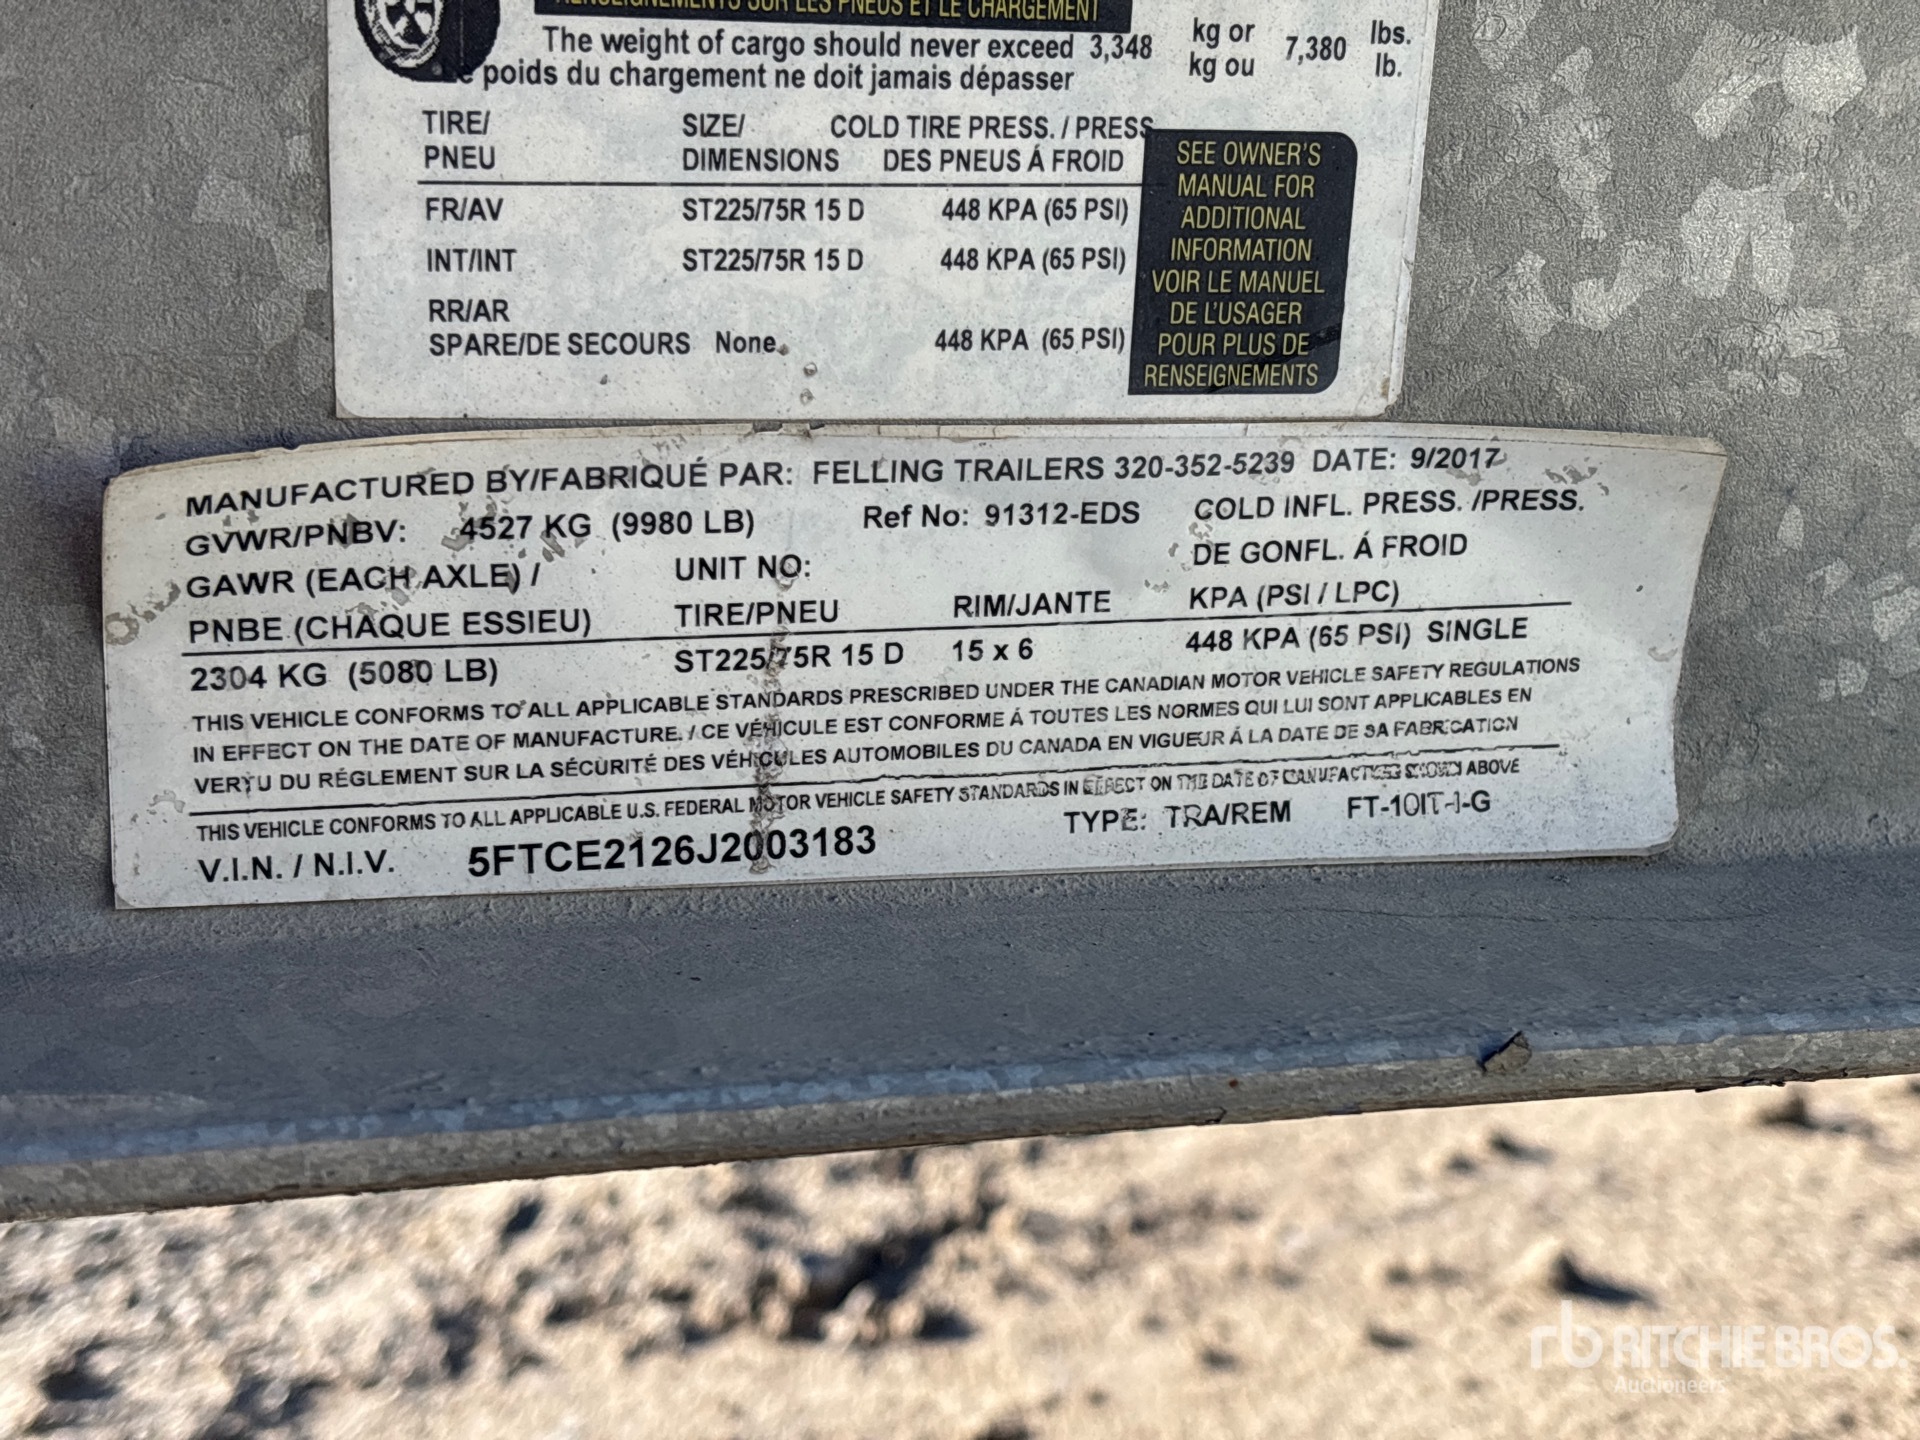 RENSEIGNEMENTS SUR LES PNEUS ET LE CHARGEMENT
The weight of cargo should never exceed 3,348 kg or 7,380 lbs.
poids du chargement ne doit jamais dépasser kg ou lb.
TIRE/ SIZE/ COLD TIRE PRESS. / PRESS.
PNEU DIMENSIONS DES PNEUS Á FROID
FR/AV ST225/75R 15 D 448 KPA (65 PSI)
INT/INT ST225/75R 15 D 448 KPA (65 PSI)
RR/AR
SPARE/DE SECOURS None. 448 KPA (65 PSI)
SEE OWNER'S
MANUAL FOR
ADDITIONAL
INFORMATION
VOIR LE MANUEL
DE L'USAGER
POUR PLUS DE
RENSEIGNEMENTS
MANUFACTURED BY/FABRIQUÉ PAR: FELLING TRAILERS 320-352-5239 DATE: 9/2017
GVWR/PNBV: 4527 KG (9980 LB) Ref No: 91312-EDS COLD INFL. PRESS. /PRESS.
DE GONFL. Á FROID
GAWR (EACH AXLE) / UNIT NO:
PNBE (CHAQUE ESSIEU) TIRE/PNEU RIM/JANTE KPA (PSI / LPC)
2304 KG (5080 LB) ST225/75R 15 D 15 x 6 448 KPA (65 PSI) SINGLE
THIS VEHICLE CONFORMS TO ALL APPLICABLE STANDARDS PRESCRIBED UNDER THE CANADIAN MOTOR VEHICLE SAFETY REGULATIONS
IN EFFECT ON THE DATE OF MANUFACTURE. / CE VÉHICULE EST CONFORME Á TOUTES LES NORMES QUI LUI SONT APPLICABLES EN
VERTU DU RÉGLEMENT SUR LA SÉCURITÉ DES VÉHICULES AUTOMOBILES DU CANADA EN VIGUEUR Á LA DATE DE SA FABRICATION
THIS VEHICLE CONFORMS TO ALL APPLICABLE U.S. FEDERAL MOTOR VEHICLE SAFETY STANDARDS IN EFFECT ON THE DATE OF MANUFACTURE SHOWN ABOVE
V.I.N. / N.I.V. 5FTCE2126J2003183 TYPE: TRA/REM FT-10IT-I-G
rb RITCHIE BROS.
Auctioneers